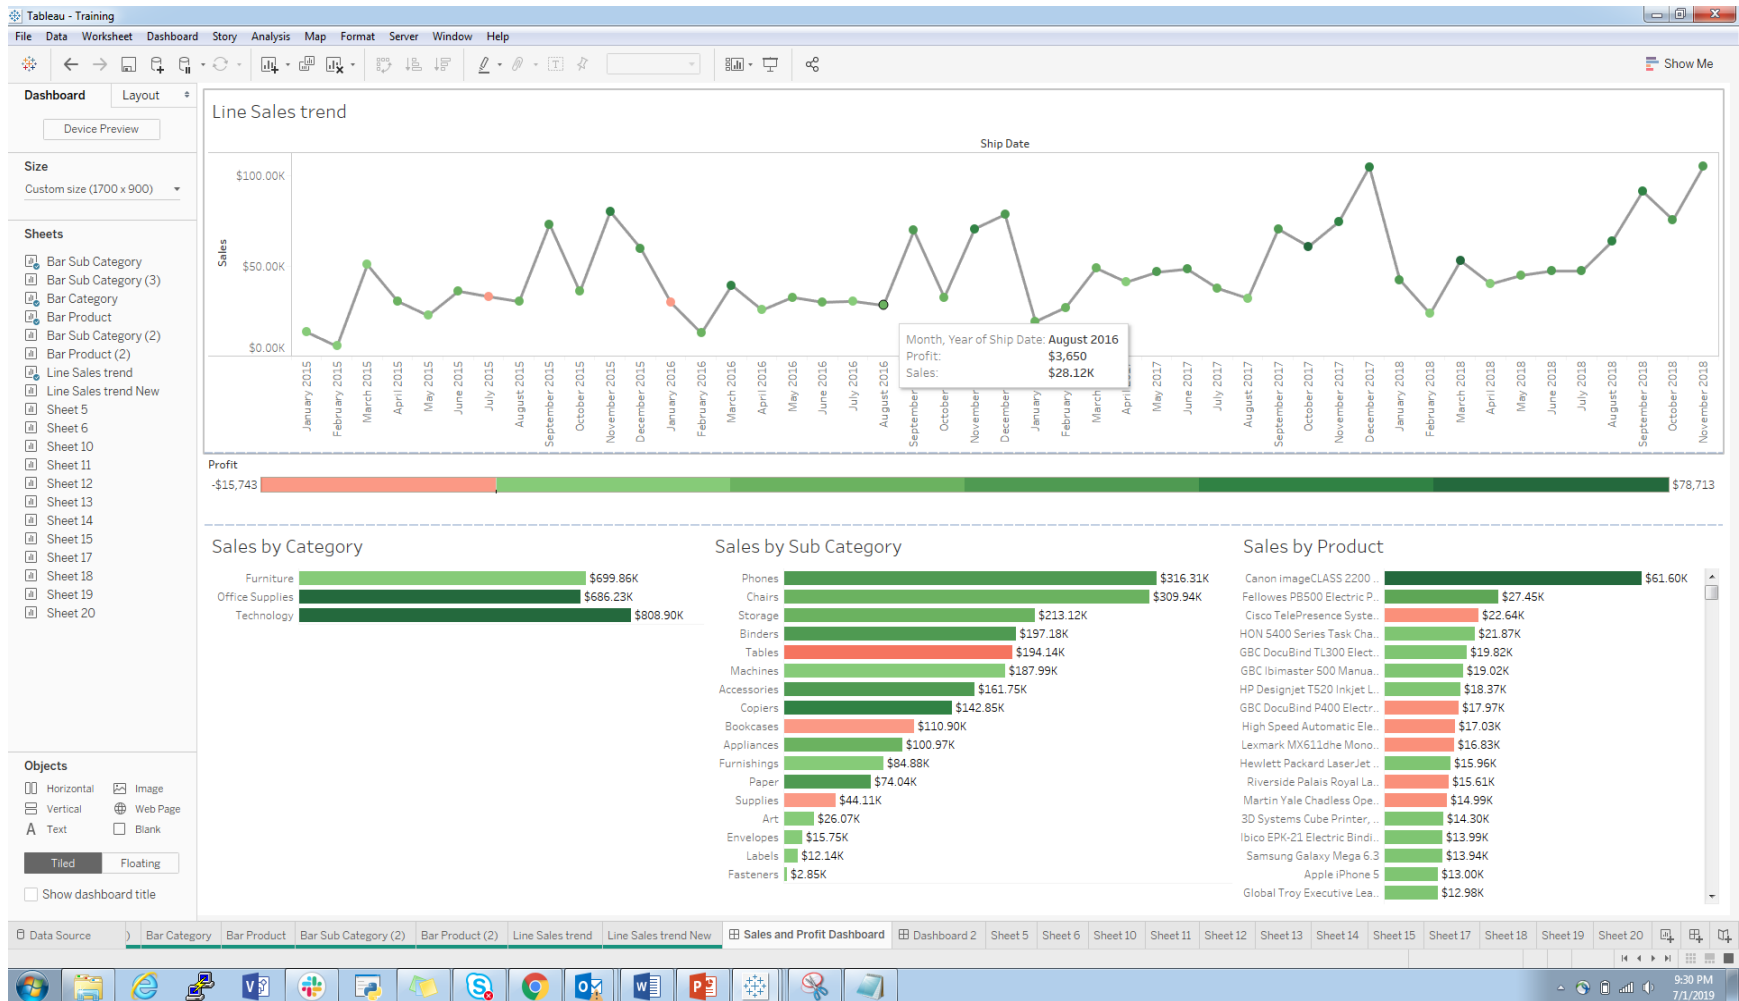 Tableau - Training
File Data Worksheet Dashboard Story Analysis Map Format Server Window Help
Show Me
Dashboard Layout
Device Preview
Size
Custom size (1700 x 900)
Sheets
Bar Sub Category
Bar Sub Category (3)
Bar Category
Bar Product
Bar Sub Category (2)
Bar Product (2)
Line Sales trend
Line Sales trend New
Sheet 5
Sheet 6
Sheet 10
Sheet 11
Sheet 12
Sheet 13
Sheet 14
Sheet 15
Sheet 17
Sheet 18
Sheet 19
Sheet 20
Objects
Horizontal Image
Vertical Web Page
Text Blank
Tiled Floating
Show dashboard title
Line Sales trend
Ship Date
Sales
$100.00K
$50.00K
$0.00K
January 2015
February 2015
March 2015
April 2015
May 2015
June 2015
July 2015
August 2015
September 2015
October 2015
November 2015
December 2015
January 2016
February 2016
March 2016
April 2016
May 2016
June 2016
July 2016
August 2016
September
October
November
December
January
February
March
April
May 2017
June 2017
July 2017
August 2017
September 2017
October 2017
November 2017
December 2017
January 2018
February 2018
March 2018
April 2018
May 2018
June 2018
July 2018
August 2018
September 2018
October 2018
November 2018
Month, Year of Ship Date: August 2016
Profit: $3,650
Sales: $28.12K
Profit
-$15,743 $78,713
Sales by Category
Furniture $699.86K
Office Supplies $686.23K
Technology $808.90K
Sales by Sub Category
Phones $316.31K
Chairs $309.94K
Storage $213.12K
Binders $197.18K
Tables $194.14K
Machines $187.99K
Accessories $161.75K
Copiers $142.85K
Bookcases $110.90K
Appliances $100.97K
Furnishings $84.88K
Paper $74.04K
Supplies $44.11K
Art $26.07K
Envelopes $15.75K
Labels $12.14K
Fasteners $2.85K
Sales by Product
Canon imageCLASS 2200 .. $61.60K
Fellowes PB500 Electric P.. $27.45K
Cisco TelePresence Syste.. $22.64K
HON 5400 Series Task Cha.. $21.87K
GBC DocuBind TL300 Elect.. $19.82K
GBC Ibimaster 500 Manua.. $19.02K
HP Designjet T520 Inkjet L.. $18.37K
GBC DocuBind P400 Electr.. $17.97K
High Speed Automatic Ele.. $17.03K
Lexmark MX611dhe Mono.. $16.83K
Hewlett Packard LaserJet .. $15.96K
Riverside Palais Royal La.. $15.61K
Martin Yale Chadless Ope.. $14.99K
3D Systems Cube Printer, .. $14.30K
Ibico EPK-21 Electric Bindi.. $13.99K
Samsung Galaxy Mega 6.3 $13.94K
Apple iPhone 5 $13.00K
Global Troy Executive Lea.. $12.98K
Data Source ) Bar Category Bar Product Bar Sub Category (2) Bar Product (2) Line Sales trend Line Sales trend New Sales and Profit Dashboard Dashboard 2 Sheet 5 Sheet 6 Sheet 10 Sheet 11 Sheet 12 Sheet 13 Sheet 14 Sheet 15 Sheet 17 Sheet 18 Sheet 19 Sheet 20
9:30 PM
7/1/2019